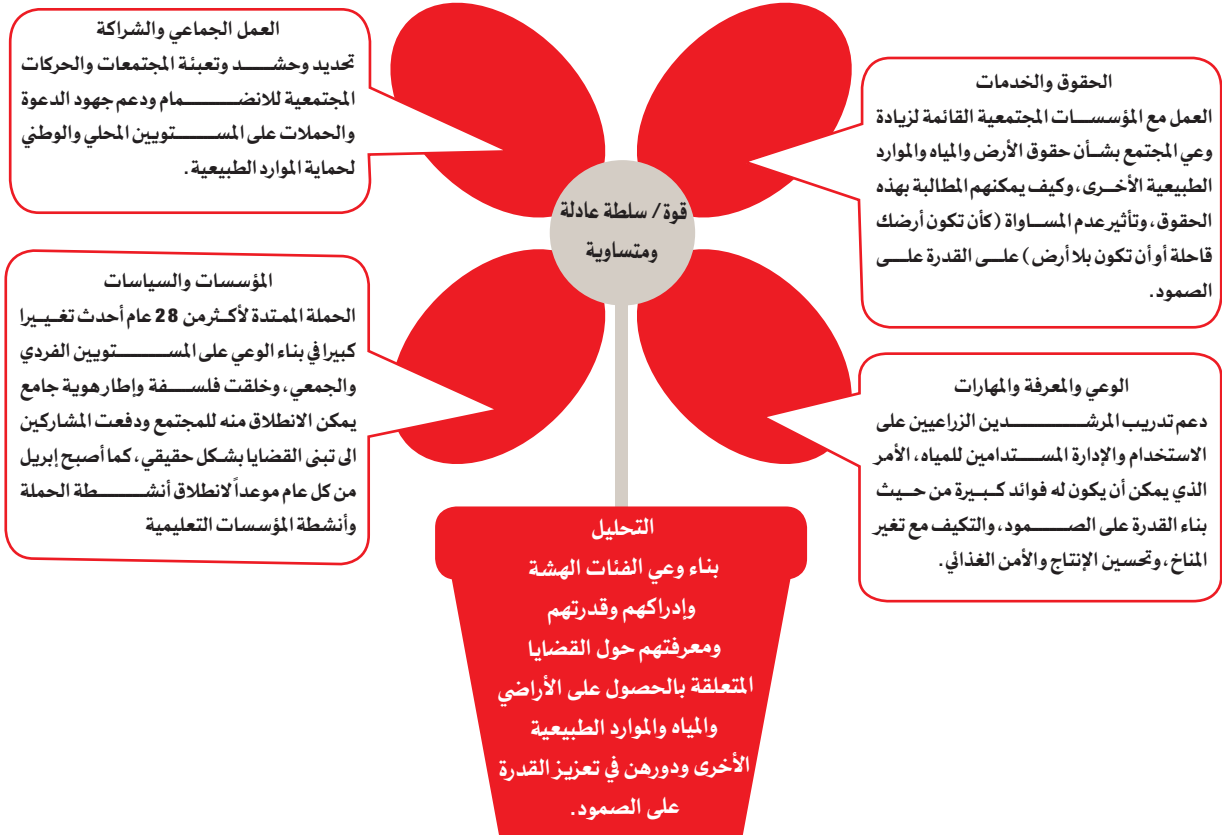 العمل الجماعي والشراكة
تحديد وحشد وتعبئة المجتمعات والحركات
المجتمعية للانضمام ودعم جهود الدعوة
والحملات على المستويين المحلي والوطني
لحماية الموارد الطبيعية.
الحقوق والخدمات
العمل مع المؤسسات المجتمعية القائمة لزيادة
وعي المجتمع بشأن حقوق الأرض والمياه والموارد
الطبيعية الأخرى، وكيف يمكنهم المطالبة بهذه
الحقوق، وتأثير عدم المساواة (كأن تكون أرضك
قاحلة أو أن تكون بلا أرض) على القدرة على
الصمود.
قوة/ سلطة عادلة
ومتساوية
المؤسسات والسياسات
الحملة الممتدة لأكثر من 28 عام أحدث تغييرا
كبيرا في بناء الوعي على المستويين الفردي
والجمعي، وخلقت فلسفة وإطار هوية جامع
يمكن الانطلاق منه للمجتمع ودفعت المشاركين
الى تبنى القضايا بشكل حقيقي، كما أصبح إبريل
من كل عام موعداً لانطلاق أنشطة الحملة
وأنشطة المؤسسات التعليمية
الوعي والمعرفة والمهارات
دعم تدريب المرشدين الزراعيين على
الاستخدام والإدارة المستدامين للمياه، الأمر
الذي يمكن أن يكون له فوائد كبيرة من حيث
بناء القدرة على الصمود، والتكيف مع تغير
المناخ، وتحسين الإنتاج والأمن الغذائي.
التحليل
بناء وعي الفئات الهشة
وإدراكهم وقدرتهم
ومعرفتهم حول القضايا
المتعلقة بالحصول على الأراضي
والمياه والموارد الطبيعية
الأخرى ودورهن في تعزيز القدرة
على الصمود.